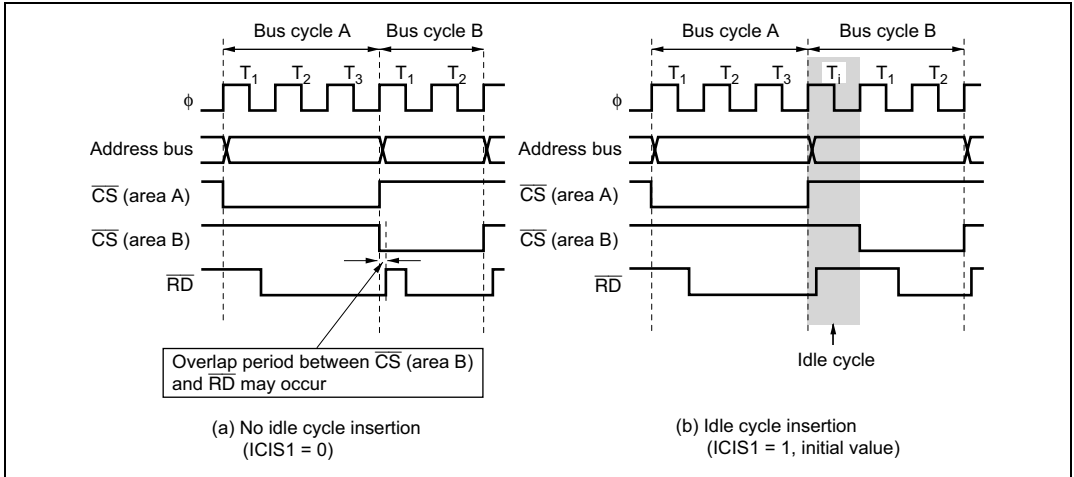 Bus cycle A Bus cycle B
T1 T2 T3 T1 T2
ϕ
Address bus
CS (area A)
CS (area B)
RD
Overlap period between CS (area B)
and RD may occur
(a) No idle cycle insertion
(ICIS1 = 0)
Bus cycle A Bus cycle B
T1 T2 T3 Ti T1 T2
ϕ
Address bus
CS (area A)
CS (area B)
RD
Idle cycle
(b) Idle cycle insertion
(ICIS1 = 1, initial value)